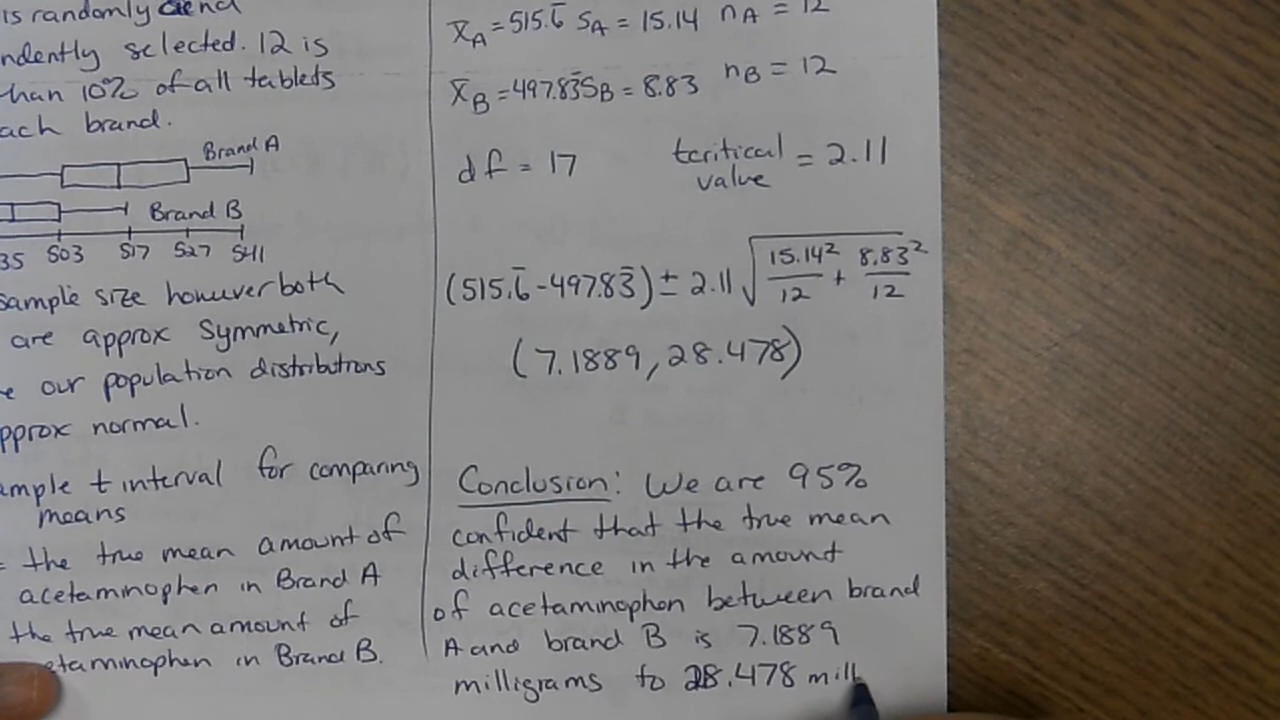 is randomly and
ndently selected. 12 is
han 10% of all tablets
ach brand.
Brand A
Brand B
35 503 517 527 541
sample size however both
are approx symmetric,
e our population distributions
pprox normal.
ample t interval for comparing
means
= the true mean amount of
acetaminophen in Brand A
the true mean amount of
etaminophen in Brand B.
x̄A = 515.6̅ SA = 15.14 nA = 12
x̄B = 497.83̅ SB = 8.83 nB = 12
df = 17 tcritical value = 2.11
(515.6̅ - 497.83̅) ± 2.11 √(15.14²/12 + 8.83²/12)
(7.1889, 28.478)
Conclusion: We are 95%
confident that the true mean
difference in the amount
of acetaminophen between brand
A and brand B is 7.1889
milligrams to 28.478 mill